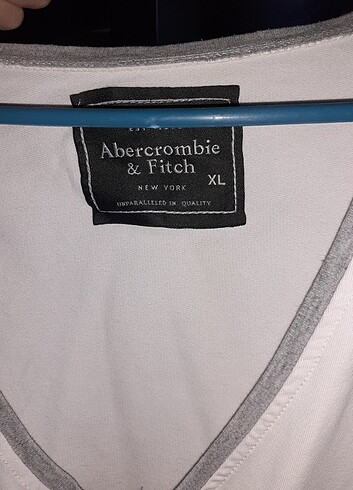 Abercrombie
& Fitch
NEW YORK
XL
UNPARALLELED IN QUALITY